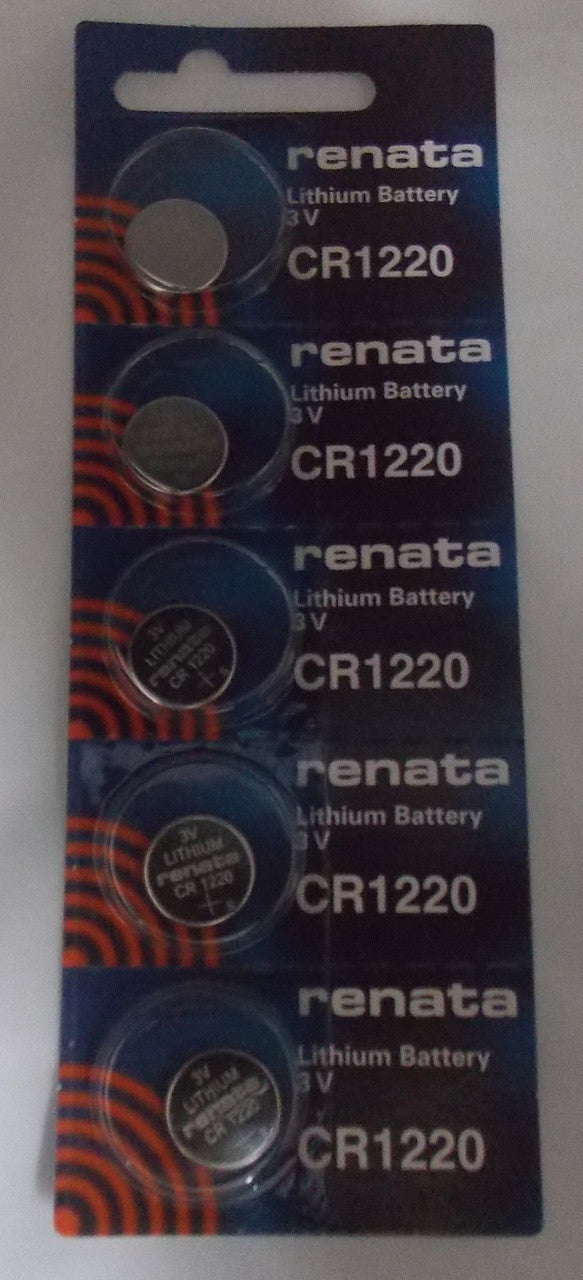 renata
Lithium Battery
3 V
CR1220
renata
Lithium Battery
3 V
CR1220
renata
Lithium Battery
3 V
CR1220
3V
LITHIUM
renata
CR 1220
+ s
renata
Lithium Battery
3 V
CR1220
3V
LITHIUM
renata
CR 1220
+ s
renata
Lithium Battery
3 V
CR1220
3V
LITHIUM
renata
CR 1220
+